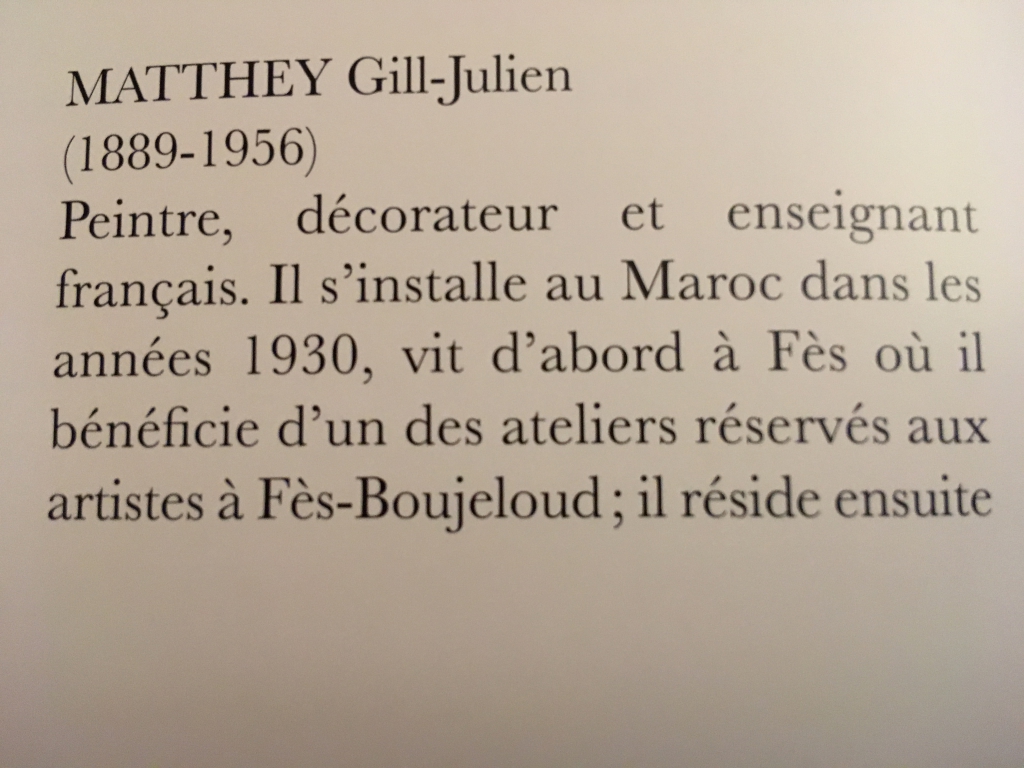 MATTHEY Gill-Julien
(1889-1956)
Peintre, décorateur et enseignant
français. Il s’installe au Maroc dans les
années 1930, vit d’abord à Fès où il
bénéficie d’un des ateliers réservés aux
artistes à Fès-Boujeloud ; il réside ensuite